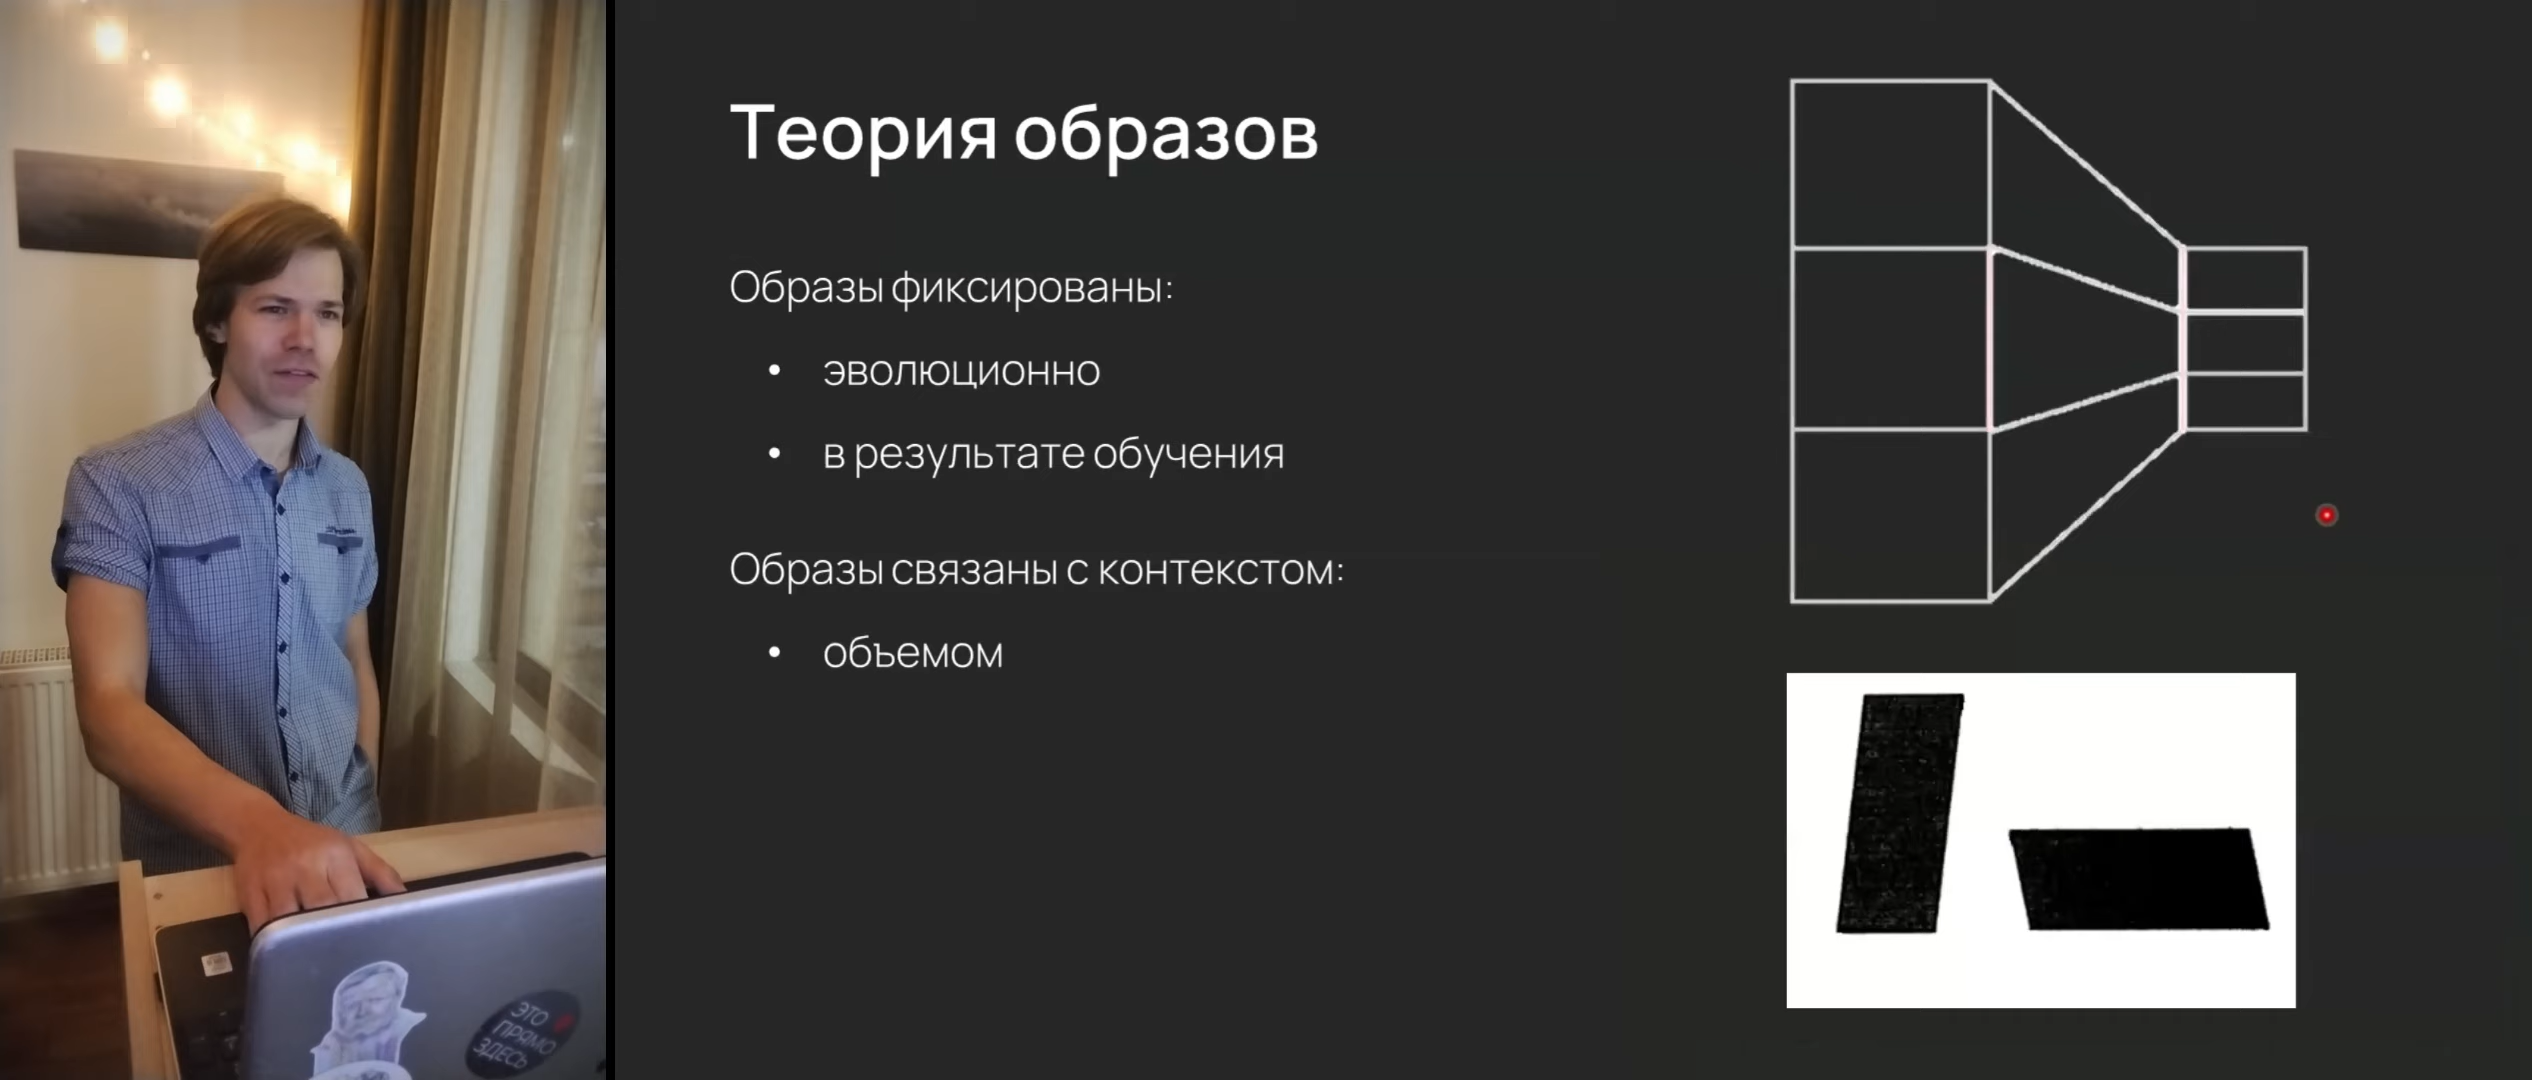 Теория образов
Образы фиксированы:
• эволюционно
• в результате обучения
Образы связаны с контекстом:
• объемом
ЭТО
ПРЯМО
ЗДЕСЬ